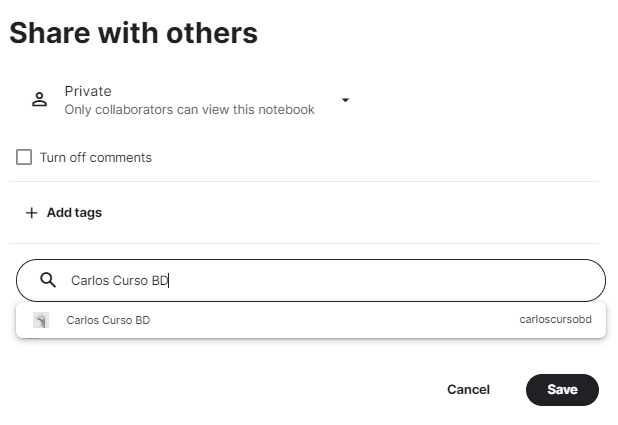 Share with others
Private
Only collaborators can view this notebook
Turn off comments
Add tags
Carlos Curso BD
Carlos Curso BD carloscursobd
Cancel Save